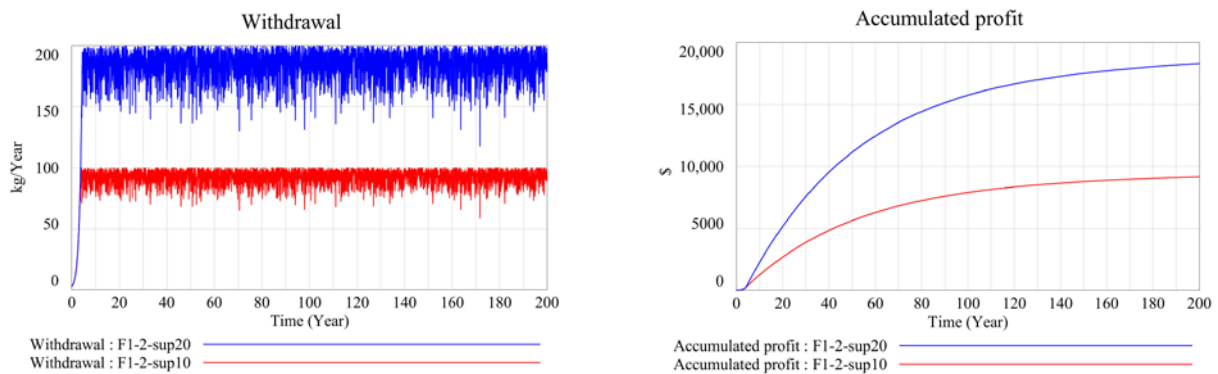 Withdrawal
200
150
100
50
0
kg/Year
0 20 40 60 80 100 120 140 160 180 200
Time (Year)
Withdrawal : F1-2-sup20
Withdrawal : F1-2-sup10
Accumulated profit
20,000
15,000
10,000
5000
0
$
0 20 40 60 80 100 120 140 160 180 200
Time (Year)
Accumulated profit : F1-2-sup20
Accumulated profit : F1-2-sup10